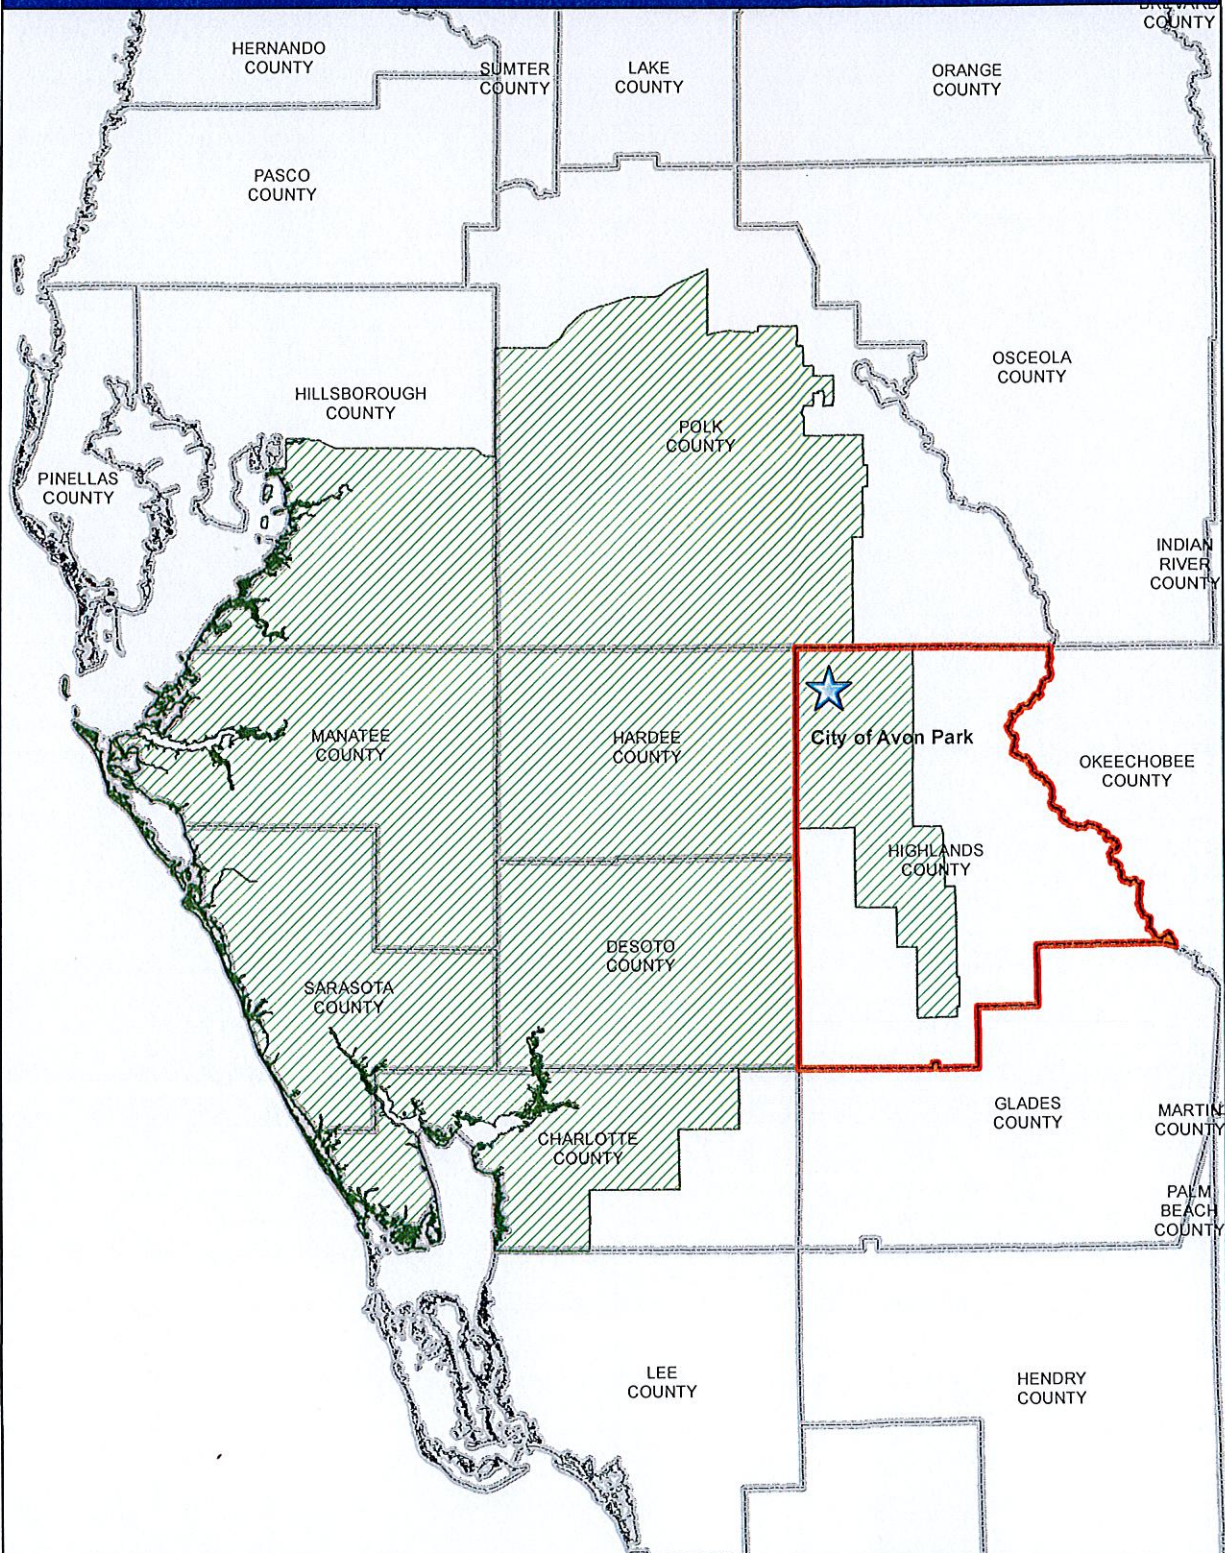 BREVARD
COUNTY
HERNANDO
COUNTY
SUMTER
COUNTY
LAKE
COUNTY
ORANGE
COUNTY
PASCO
COUNTY
OSCEOLA
COUNTY
HILLSBOROUGH
COUNTY
POLK
COUNTY
PINELLAS
COUNTY
INDIAN
RIVER
COUNTY
MANATEE
COUNTY
HARDEE
COUNTY
City of Avon Park
OKEECHOBEE
COUNTY
HIGHLANDS
COUNTY
DESOTO
COUNTY
SARASOTA
COUNTY
GLADES
COUNTY
MARTIN
COUNTY
CHARLOTTE
COUNTY
PALM
BEACH
COUNTY
LEE
COUNTY
HENDRY
COUNTY